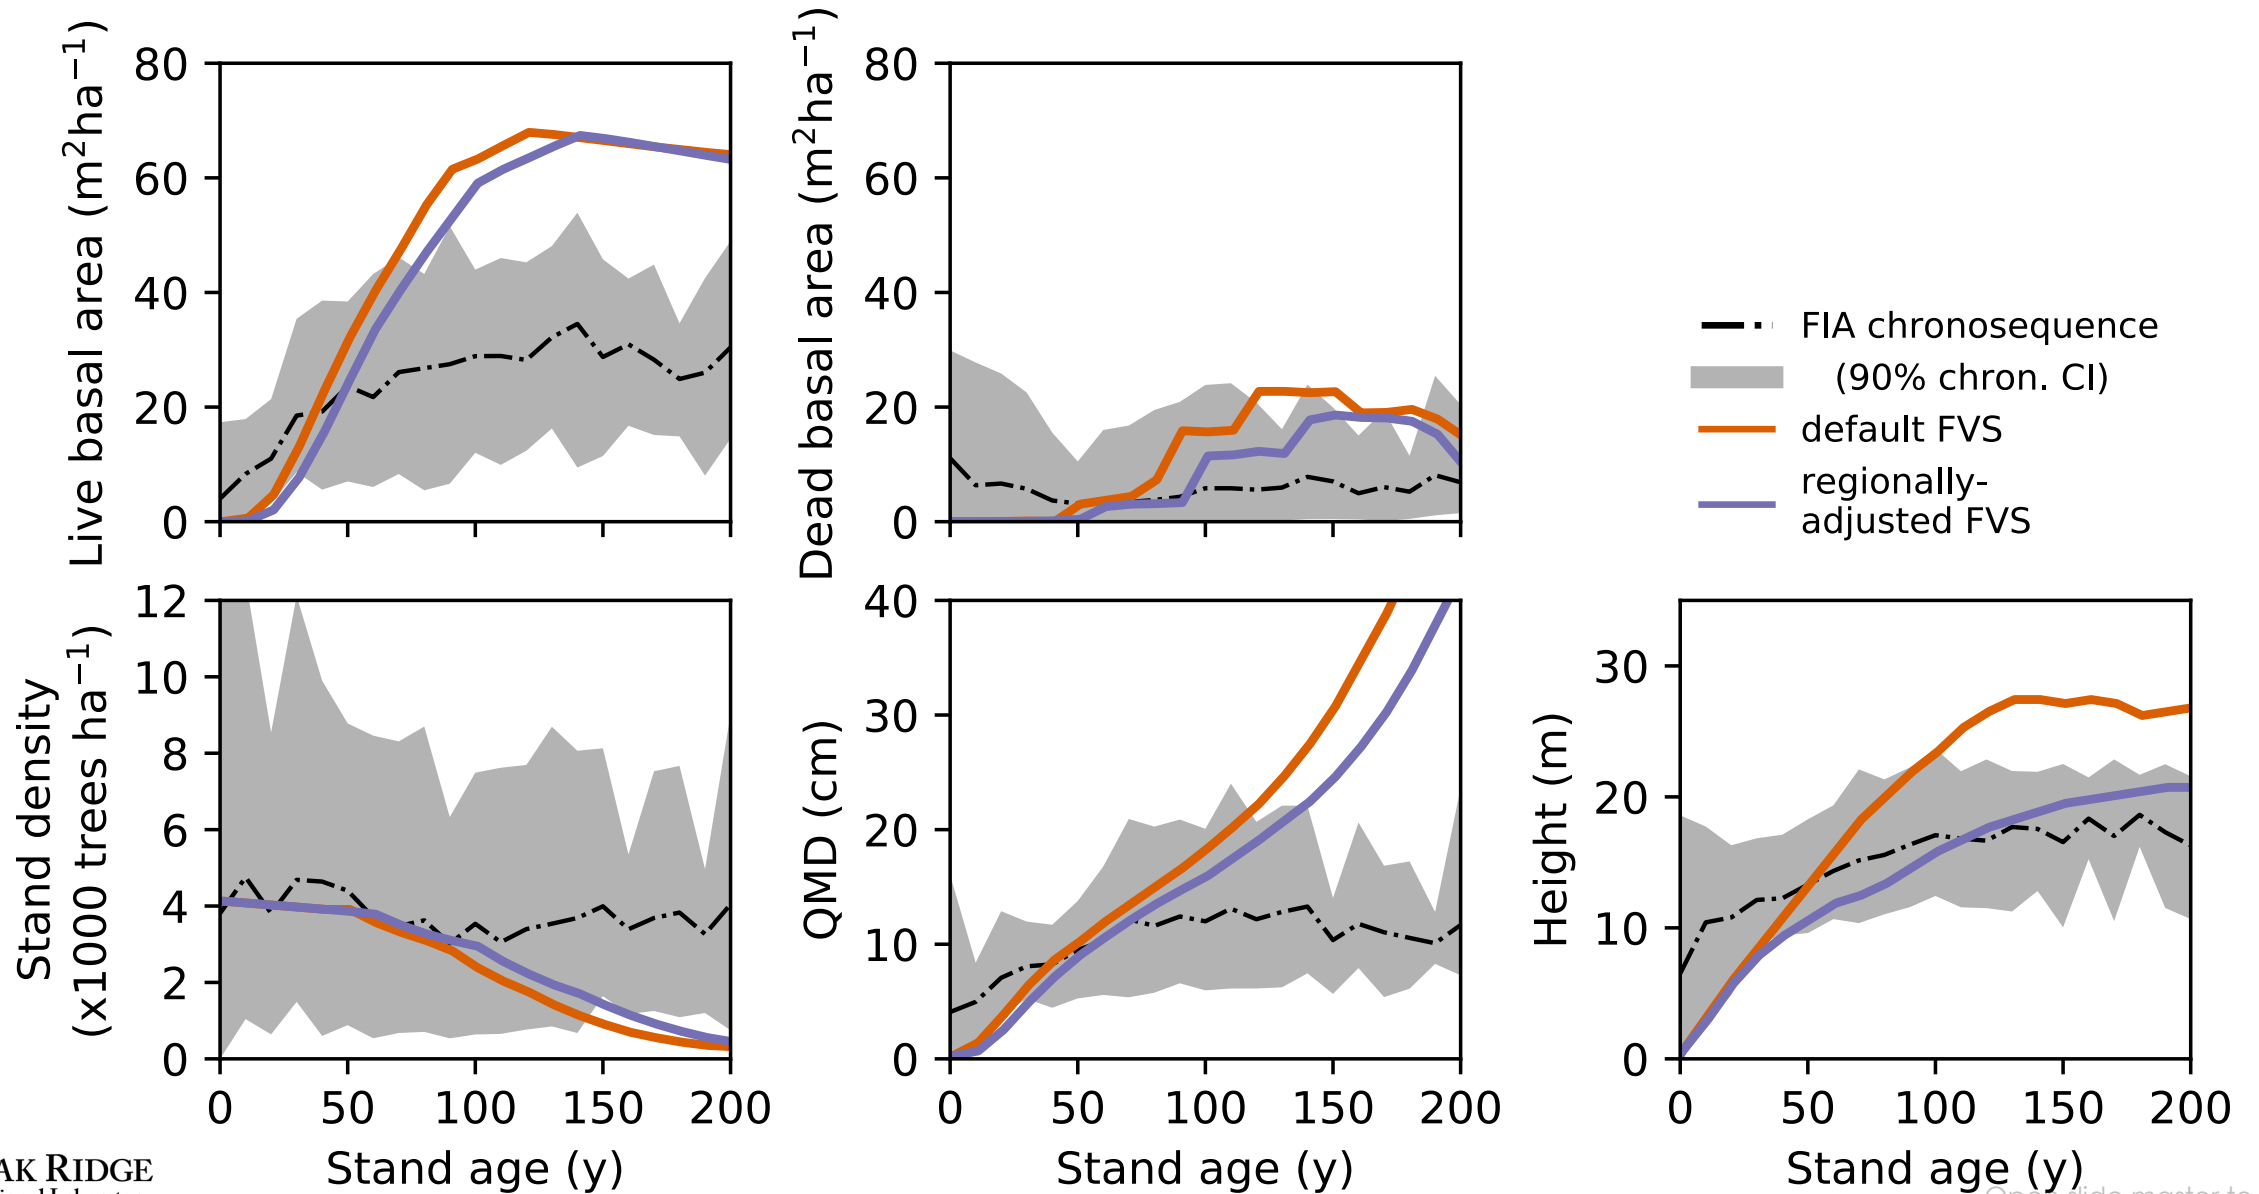 Live basal area (m²ha⁻¹)
80
60
40
20
0
Dead basal area (m²ha⁻¹)
80
60
40
20
0
FIA chronosequence
(90% chron. CI)
default FVS
regionally-
adjusted FVS
Stand density
(x1000 trees ha⁻¹)
12
10
8
6
4
2
0
0 50 100 150 200
Stand age (y)
QMD (cm)
40
30
20
10
0
0 50 100 150 200
Stand age (y)
Height (m)
30
20
10
0
0 50 100 150 200
Stand age (y)
AK RIDGE